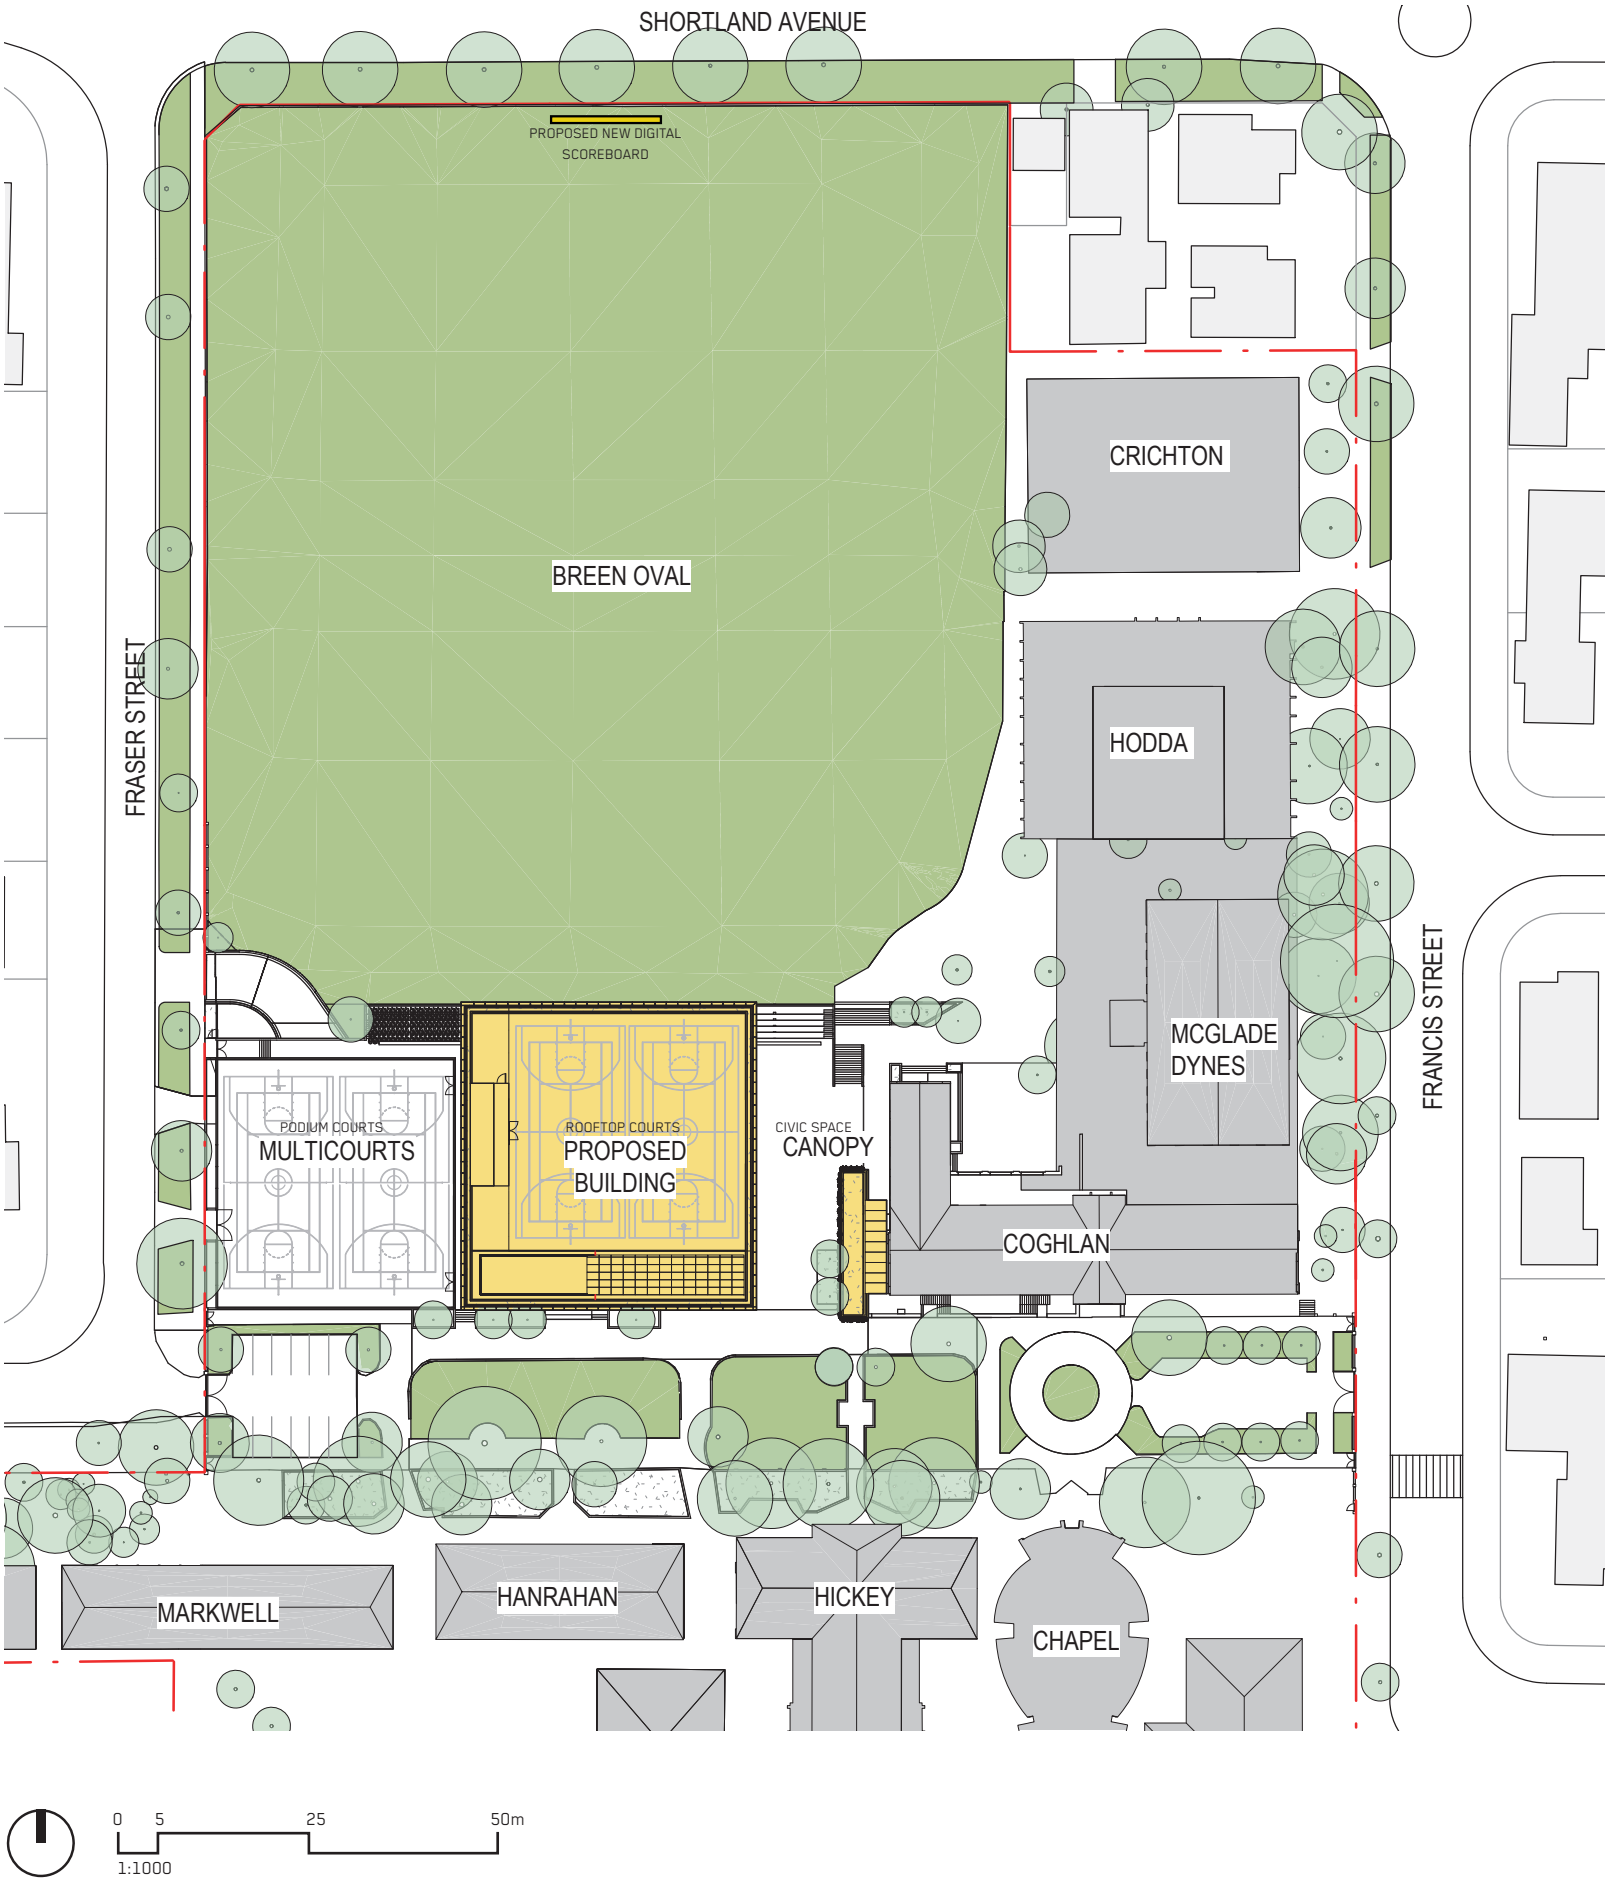 SHORTLAND AVENUE
PROPOSED NEW DIGITAL
SCOREBOARD
CRICHTON
BREEN OVAL
FRASER STREET
HODDA
FRANCIS STREET
MCGLADE
DYNES
PODIUM COURTS
MULTICOURTS
ROOFTOP COURTS
PROPOSED
BUILDING
CIVIC SPACE
CANOPY
COGHLAN
MARKWELL
HANRAHAN
HICKEY
CHAPEL
0 5 25 50m
1:1000